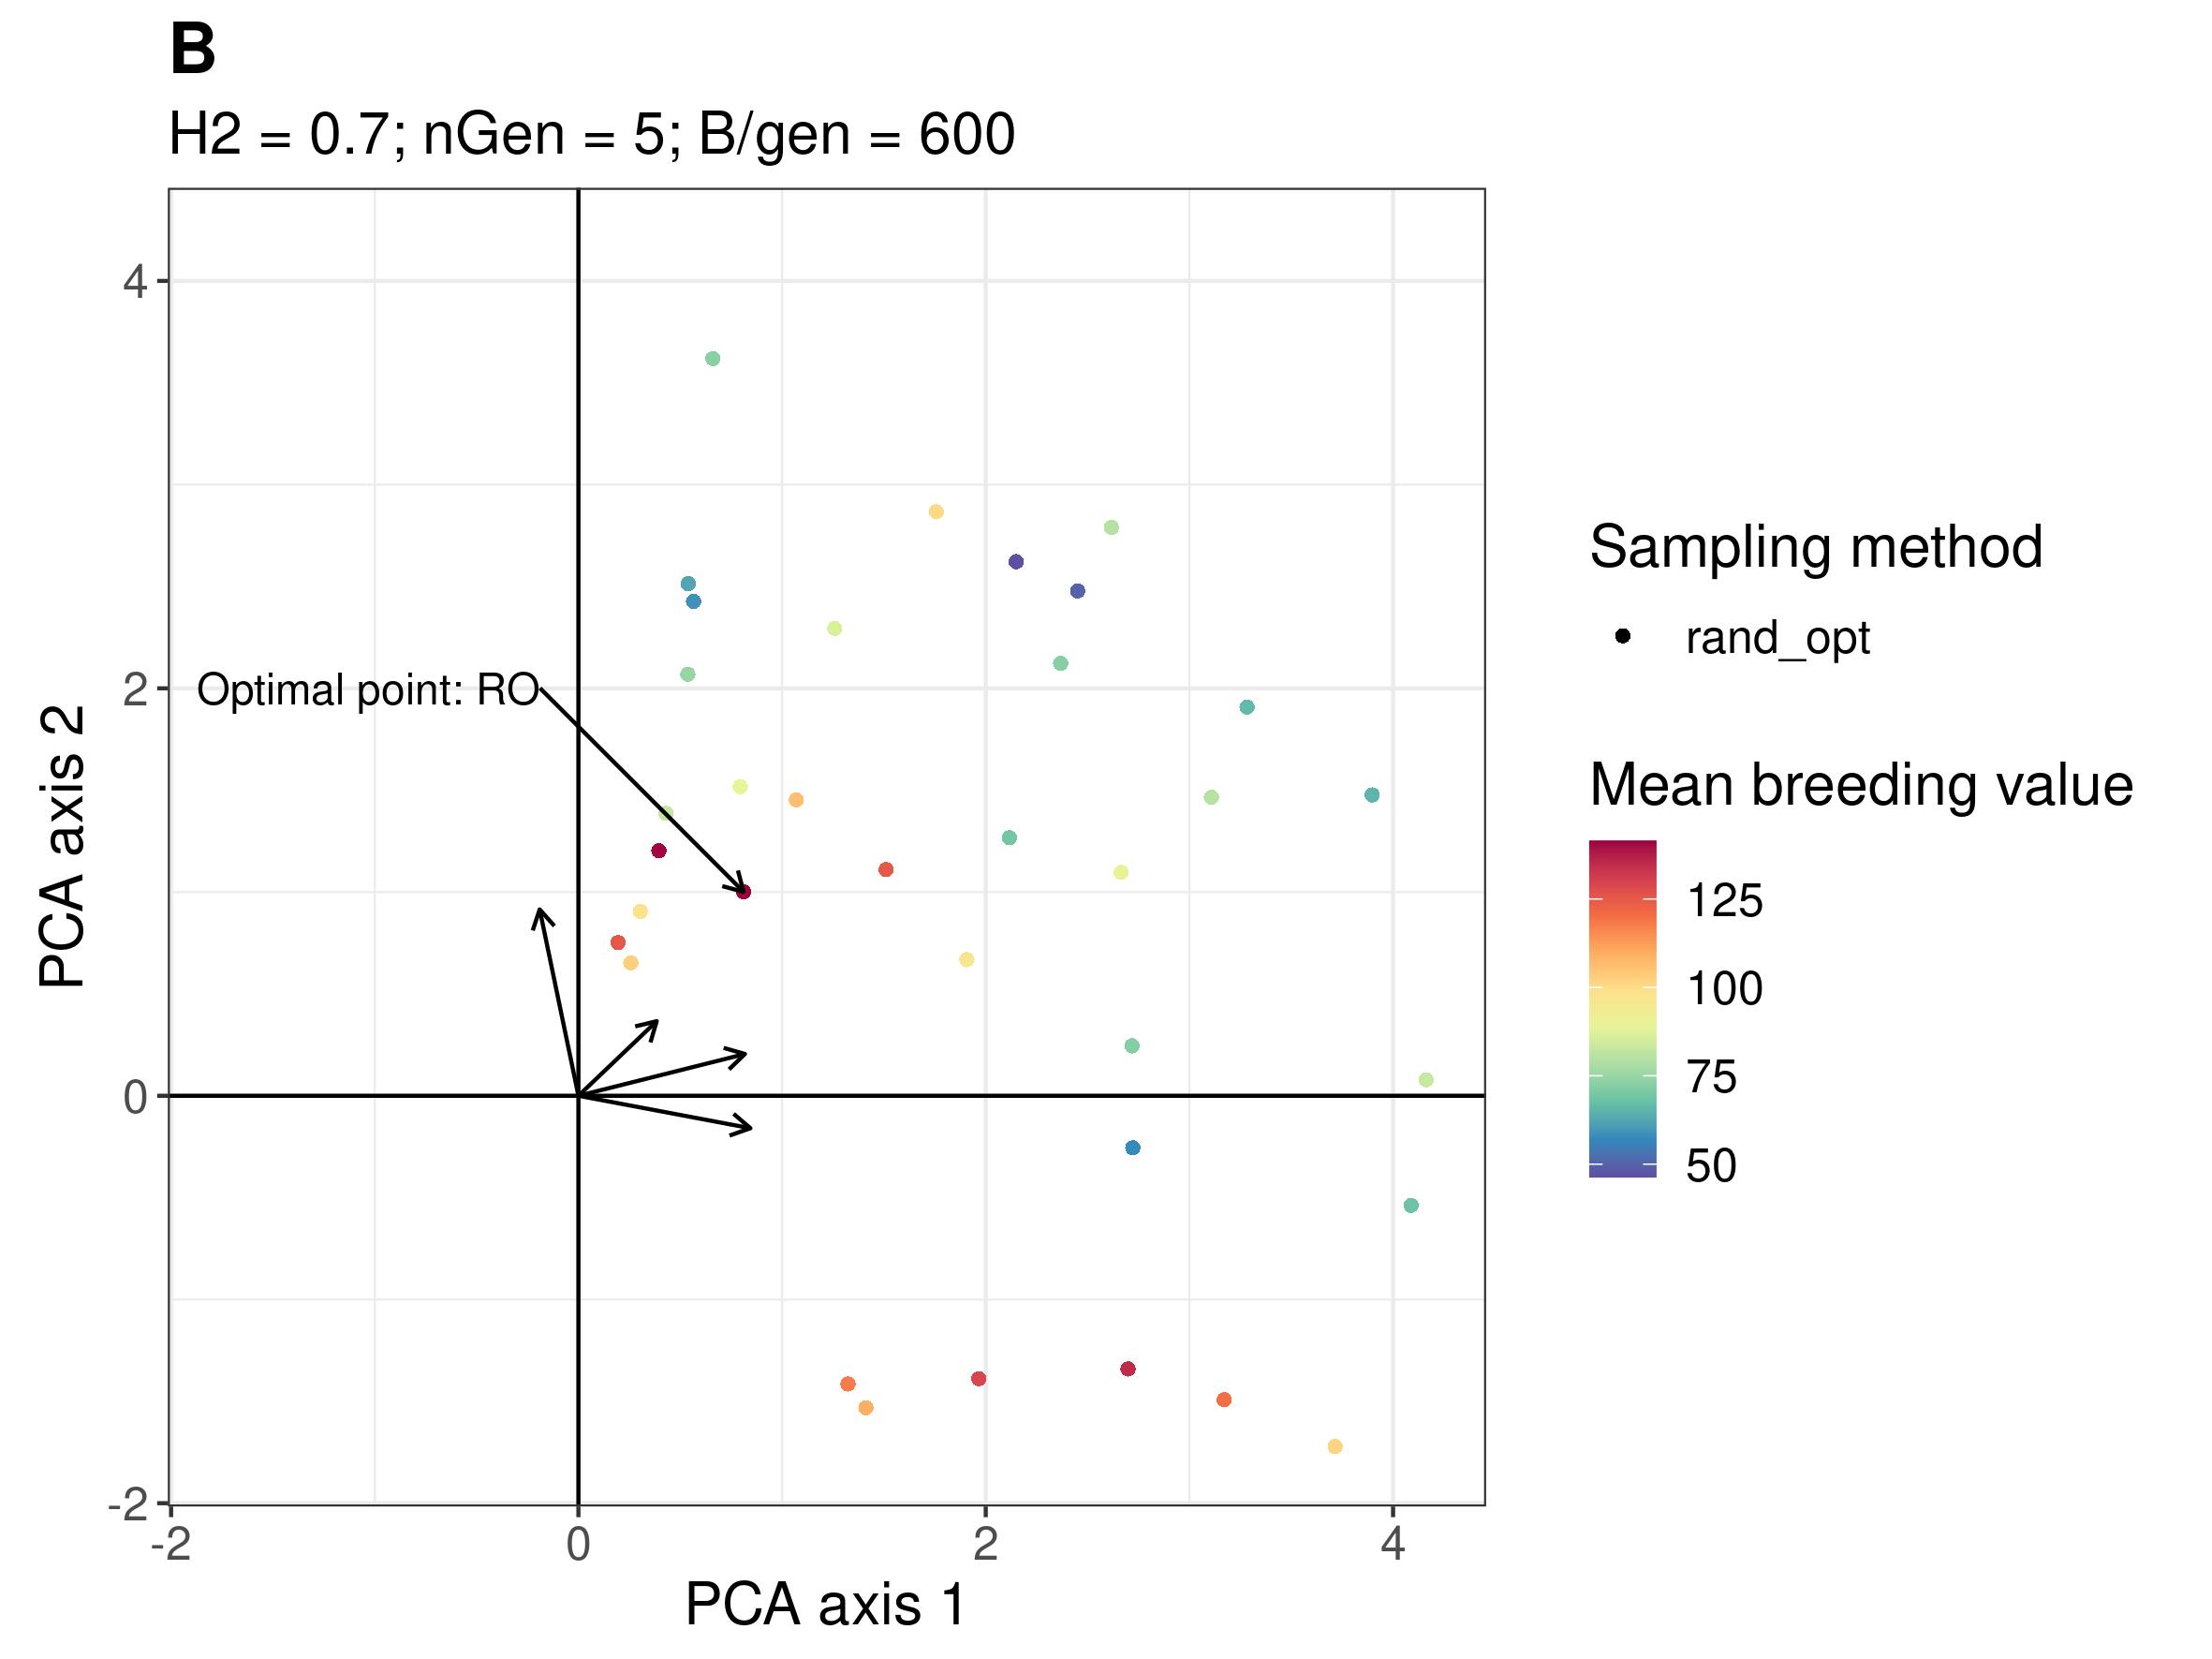 B
H2 = 0.7; nGen = 5; B/gen = 600
4
2
0
-2
PCA axis 2
Optimal point: RO
-2
0
2
4
PCA axis 1
Sampling method
rand_opt
Mean breeding value
125
100
75
50